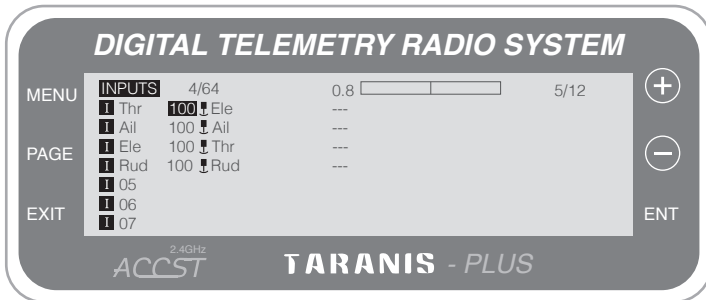 DIGITAL TELEMETRY RADIO SYSTEM
MENU
PAGE
EXIT
INPUTS 4/64 0.8 5/12
I Thr 100 Ele ---
I Ail 100 Ail ---
I Ele 100 Thr ---
I Rud 100 Rud ---
I 05
I 06
I 07
+
−
ENT
2.4GHz
ACCST
TARANIS - PLUS